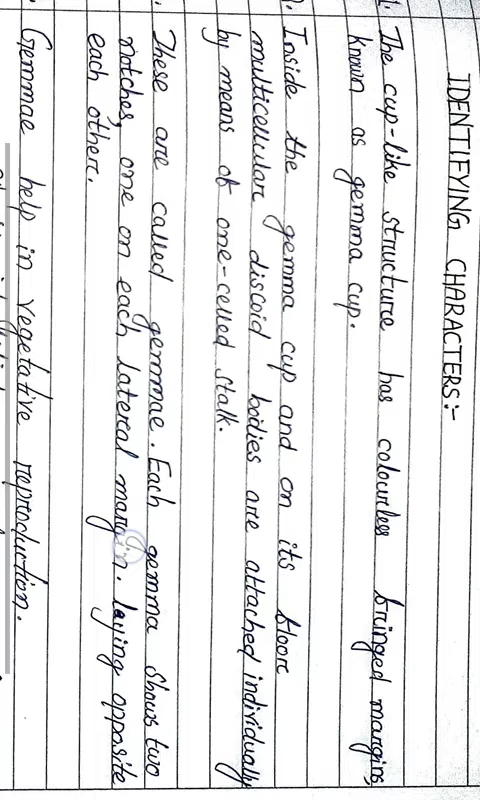 IDENTIFYING CHARACTERS:-
1. The cup-like structure has colourless fringed margins,
known as gemma cup.
Inside the gemma cup and on its floor
multicellular discoid bodies are attached individually
by means of one-celled stalk.
These are called gemmae. Each gemma shows two
notches, one on each lateral margin. laying opposite
each other.
Gemmae help in vegetative reproduction.